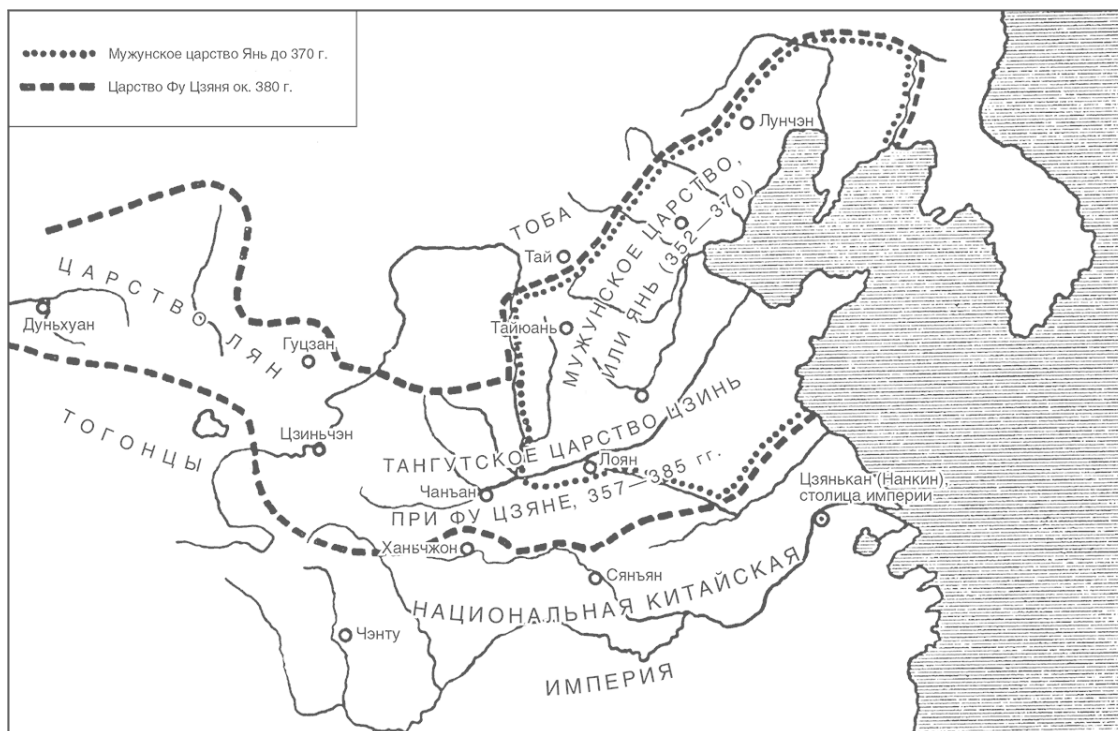 Мужунское царство Янь до 370 г.
Царство Фу Цзяня ок. 380 г.
Лунчэн
ТОБА
Тай
МУЖУНСКОЕ ЦАРСТВО,
ИЛИ ЯНЬ (352—370)
ЦАРСТВО ЛЯН
Дуньхуан
Гуцзан
Тайюань
ТОГОНЦЫ
Цзиньчэн
ТАНГУТСКОЕ ЦАРСТВО ЦЗИНЬ
Лоян
Чанъан
ПРИ ФУ ЦЗЯНЕ, 357—385 гг.
Цзянькан (Нанкин),
столица империи
Ханьчжон
Сянъян
НАЦИОНАЛЬНАЯ КИТАЙСКАЯ
Чэнту
ИМПЕРИЯ